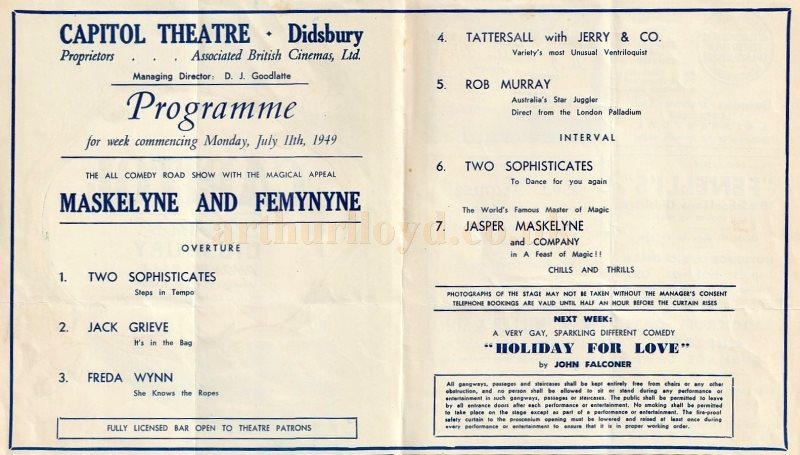 CAPITOL THEATRE · Didsbury
Proprietors . . . Associated British Cinemas, Ltd.
Managing Director: D. J. Goodlatte
Programme
for week commencing Monday, July 11th, 1949
THE ALL COMEDY ROAD SHOW WITH THE MAGICAL APPEAL
MASKELYNE AND FEMYNYNE
OVERTURE
1. TWO SOPHISTICATES
Steps in Tempo
2. JACK GRIEVE
It's in the Bag
3. FREDA WYNN
She Knows the Ropes
FULLY LICENSED BAR OPEN TO THEATRE PATRONS
4. TATTERSALL with JERRY & CO.
Variety's most Unusual Ventriloquist
5. ROB MURRAY
Australia's Star Juggler
Direct from the London Palladium
INTERVAL
6. TWO SOPHISTICATES
To Dance for you again
The World's Famous Master of Magic
7. JASPER MASKELYNE
and COMPANY
in A Feast of Magic!!
CHILLS AND THRILLS
PHOTOGRAPHS OF THE STAGE MAY NOT BE TAKEN WITHOUT THE MANAGER'S CONSENT
TELEPHONE BOOKINGS ARE VALID UNTIL HALF AN HOUR BEFORE THE CURTAIN RISES
NEXT WEEK:
A VERY GAY, SPARKLING DIFFERENT COMEDY
"HOLIDAY FOR LOVE"
by JOHN FALCONER
All gangways, passages and staircases shall be kept entirely free from chairs or any other
obstruction, and no person shall be allowed to sit or stand during any performance or
entertainment in such gangways, passages or staircases. The public shall be permitted to leave
by all entrance doors after each performance or entertainment. No smoking shall be permitted
to take place on the stage except as part of a performance or entertainment. The fire-proof
safety curtain to the proscenium opening must be lowered and raised at least once during
every performance or entertainment to ensure that it is in proper working order.
arthurlloyd.co